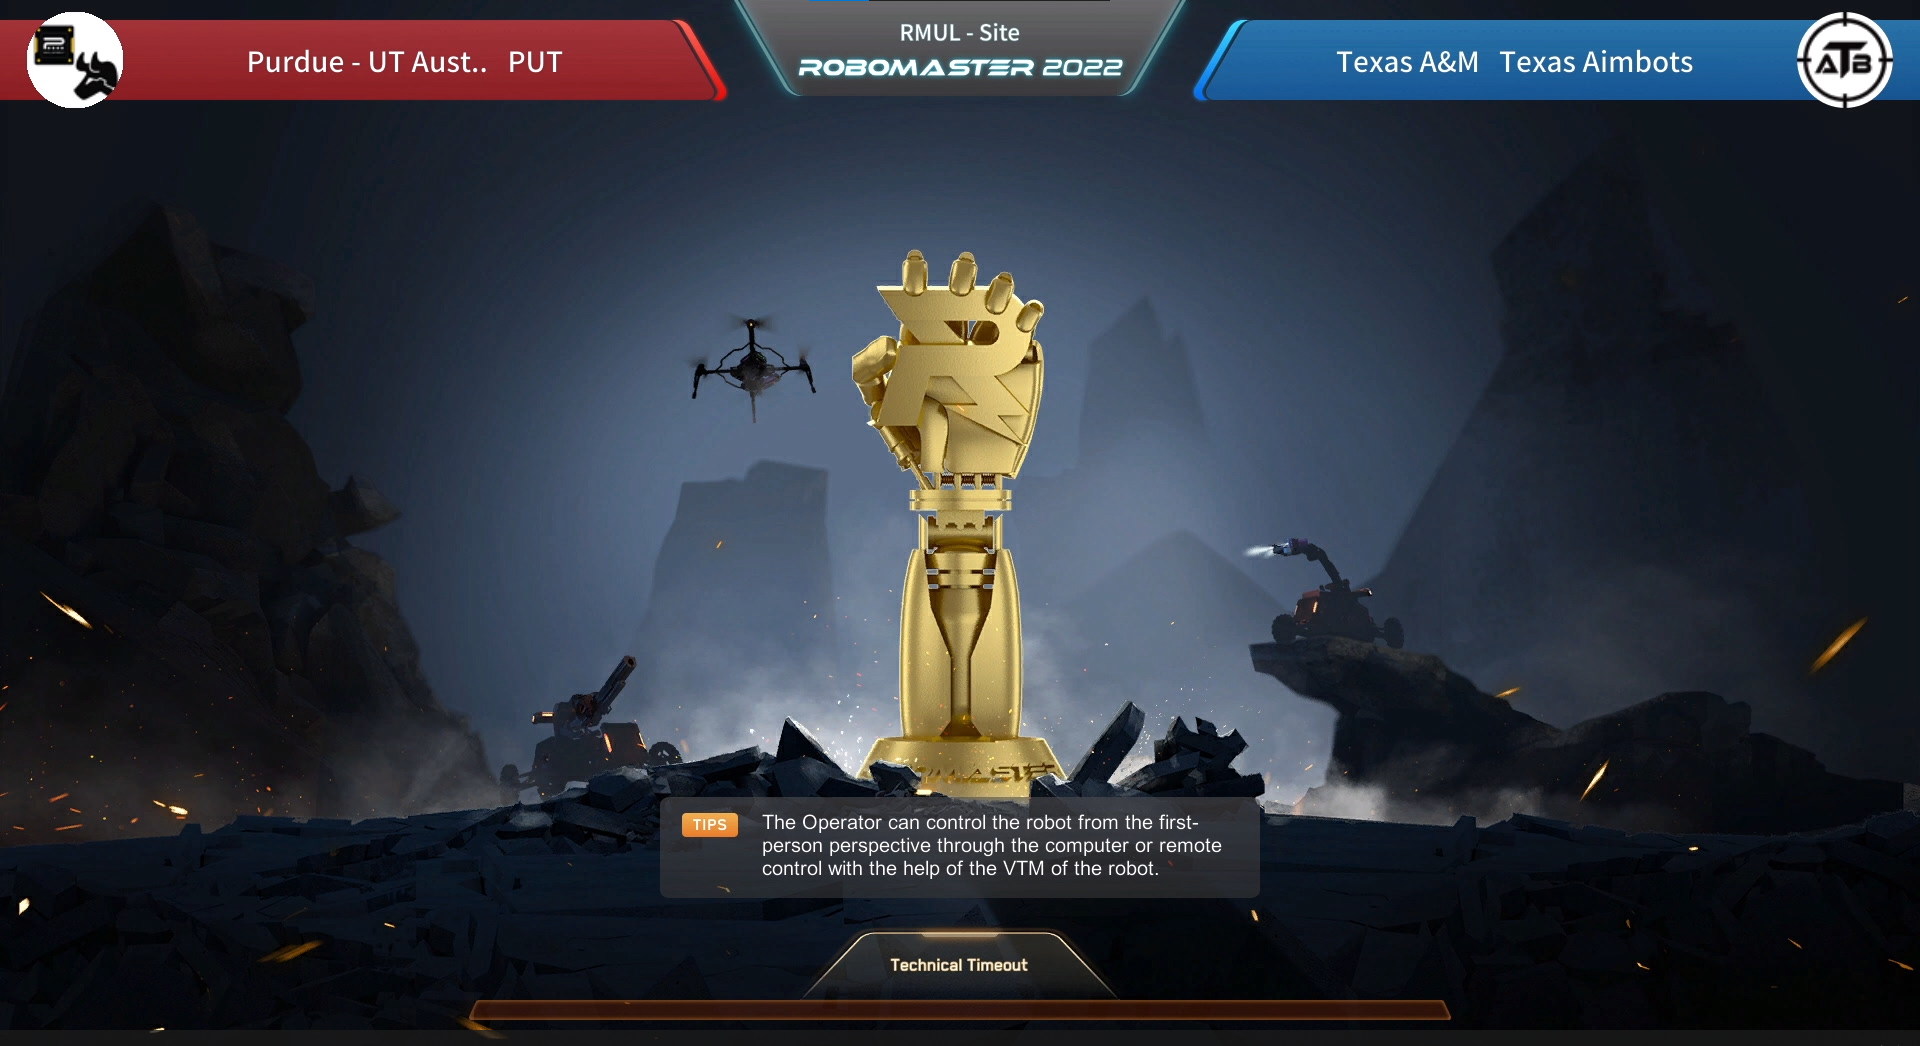 RMUL - Site
ROBOMASTER 2022
Purdue - UT Aust.. PUT
Texas A&M Texas Aimbots
ATB
TIPS
The Operator can control the robot from the first-
person perspective through the computer or remote
control with the help of the VTM of the robot.
Technical Timeout